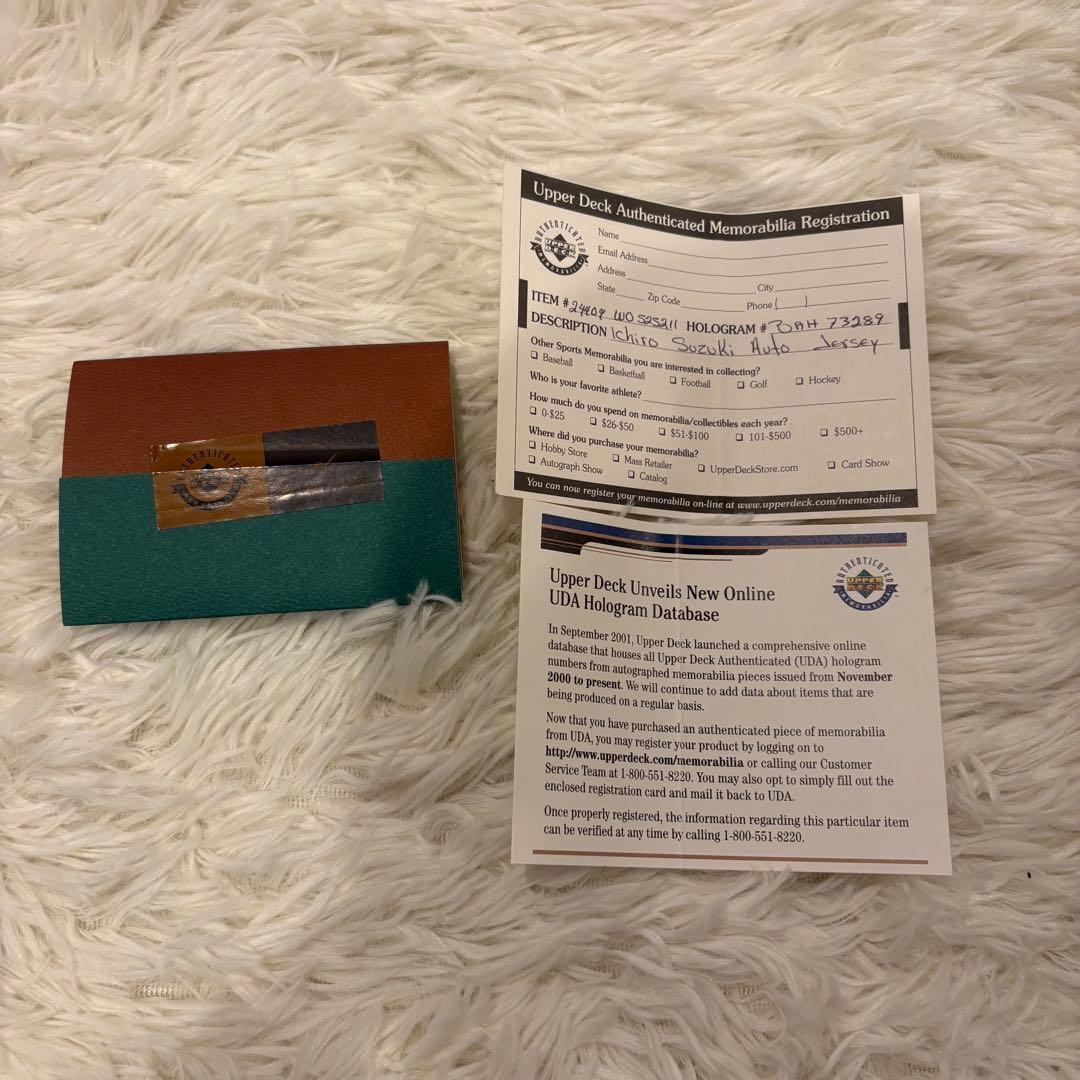 AUTHENTICATED
Upper Deck Authenticated Memorabilia Registration
AUTHENTICATED
UPPER DECK
MEMORABILIA
Name
Email Address
Address
City
State Zip Code
Phone ( )
ITEM # 24409 WO 525211 HOLOGRAM # BAH 73289
DESCRIPTION Ichiro Suzuki Auto Jersey
Other Sports Memorabilia you are interested in collecting?
❑ Baseball ❑ Basketball ❑ Football ❑ Golf ❑ Hockey
Who is your favorite athlete?
How much do you spend on memorabilia/collectibles each year?
❑ 0-$25 ❑ $26-$50 ❑ $51-$100 ❑ 101-$500 ❑ $500+
Where did you purchase your memorabilia?
❑ Hobby Store ❑ Mass Retailer ❑ UpperDeckStore.com ❑ Card Show
❑ Autograph Show ❑ Catalog
You can now register your memorabilia on-line at www.upperdeck.com/memorabilia
AUTHENTICATED
UPPER DECK
MEMORABILIA
Upper Deck Unveils New Online
UDA Hologram Database
In September 2001, Upper Deck launched a comprehensive online
database that houses all Upper Deck Authenticated (UDA) hologram
numbers from autographed memorabilia pieces issued from November
2000 to present. We will continue to add data about items that are
being produced on a regular basis.
Now that you have purchased an authenticated piece of memorabilia
from UDA, you may register your product by logging on to
http://www.upperdeck.com/memorabilia or calling our Customer
Service Team at 1-800-551-8220. You may also opt to simply fill out the
enclosed registration card and mail it back to UDA.
Once properly registered, the information regarding this particular item
can be verified at any time by calling 1-800-551-8220.